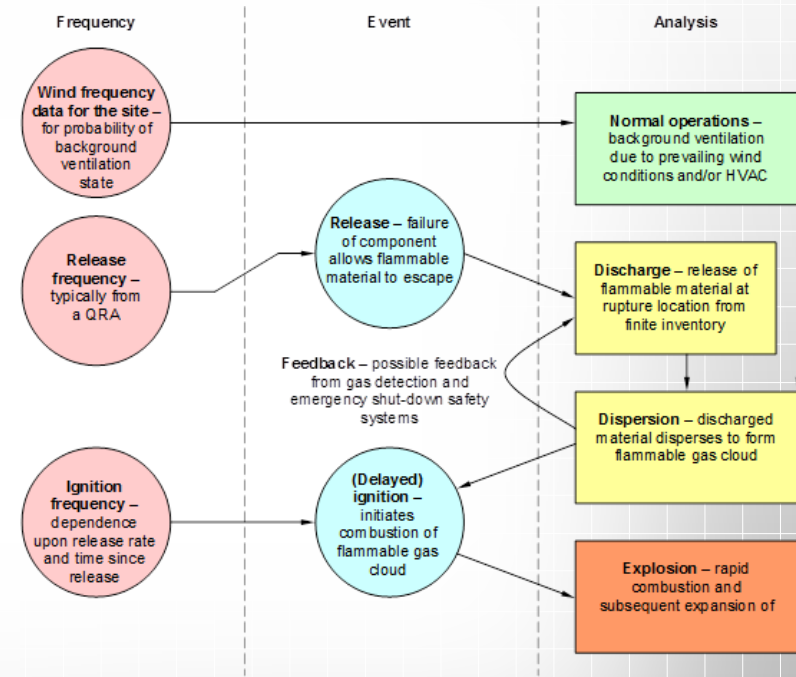 Frequency
Event
Analysis
Wind frequency
data for the site –
for probability of
background
ventilation
state
Normal operations –
background ventilation
due to prevailing wind
conditions and/or HVAC
Release
frequency –
typically from
a QRA
Release – failure
of component
allows flammable
material to escape
Discharge – release of
flammable material at
rupture location from
finite inventory
Feedback – possible feedback
from gas detection and
emergency shut-down safety
systems
Dispersion – discharged
material disperses to form
flammable gas cloud
Ignition
frequency –
dependence
upon release rate
and time since
release
(Delayed)
ignition –
initiates
combustion of
flammable gas
cloud
Explosion – rapid
combustion and
subsequent expansion of